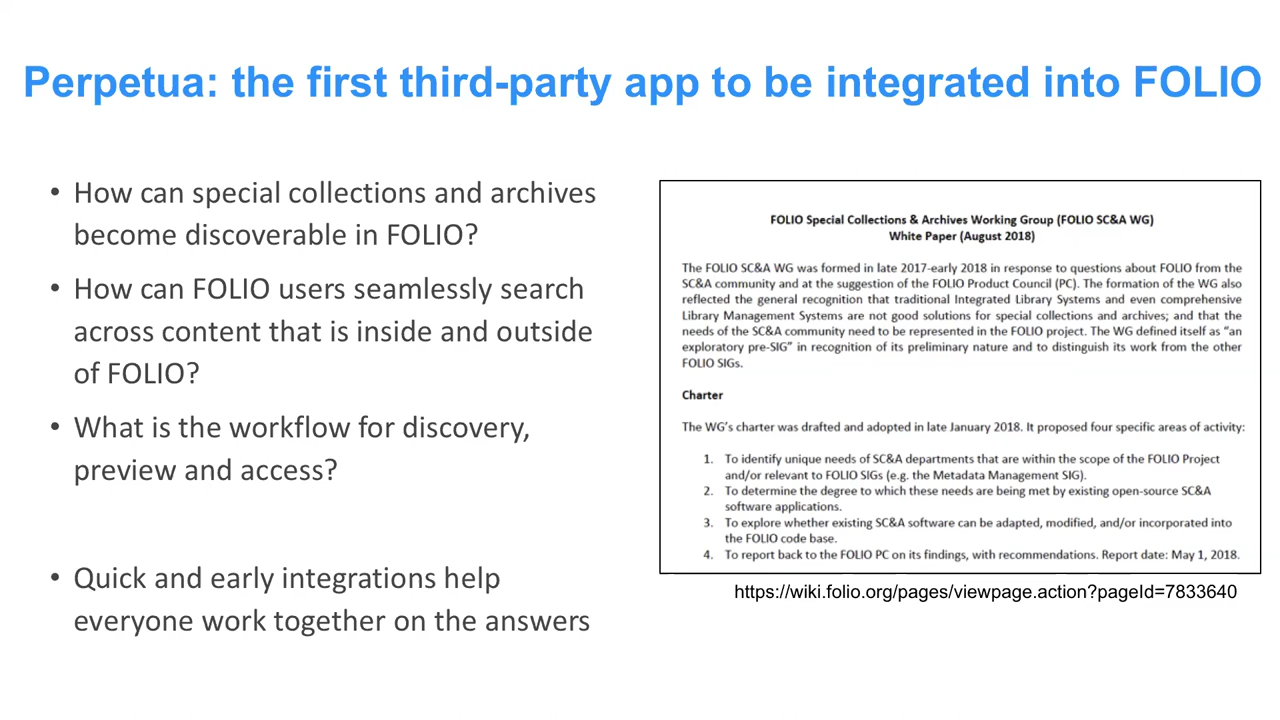 Perpetua: the first third-party app to be integrated into FOLIO
• How can special collections and archives
become discoverable in FOLIO?
• How can FOLIO users seamlessly search
across content that is inside and outside
of FOLIO?
• What is the workflow for discovery,
preview and access?
• Quick and early integrations help
everyone work together on the answers
FOLIO Special Collections & Archives Working Group (FOLIO SC&A WG)
White Paper (August 2018)
The FOLIO SC&A WG was formed in late 2017-early 2018 in response to questions about FOLIO from the
SC&A community and at the suggestion of the FOLIO Product Council (PC). The formation of the WG also
reflected the general recognition that traditional Integrated Library Systems and even comprehensive
Library Management Systems are not good solutions for special collections and archives; and that the
needs of the SC&A community need to be represented in the FOLIO project. The WG defined itself as "an
exploratory pre-SIG" in recognition of its preliminary nature and to distinguish its work from the other
FOLIO SIGs.
Charter
The WG's charter was drafted and adopted in late January 2018. It proposed four specific areas of activity:
1. To identify unique needs of SC&A departments that are within the scope of the FOLIO Project
and/or relevant to FOLIO SIGs (e.g. the Metadata Management SIG).
2. To determine the degree to which these needs are being met by existing open-source SC&A
software applications.
3. To explore whether existing SC&A software can be adapted, modified, and/or incorporated into
the FOLIO code base.
4. To report back to the FOLIO PC on its findings, with recommendations. Report date: May 1, 2018.
https://wiki.folio.org/pages/viewpage.action?pageId=7833640